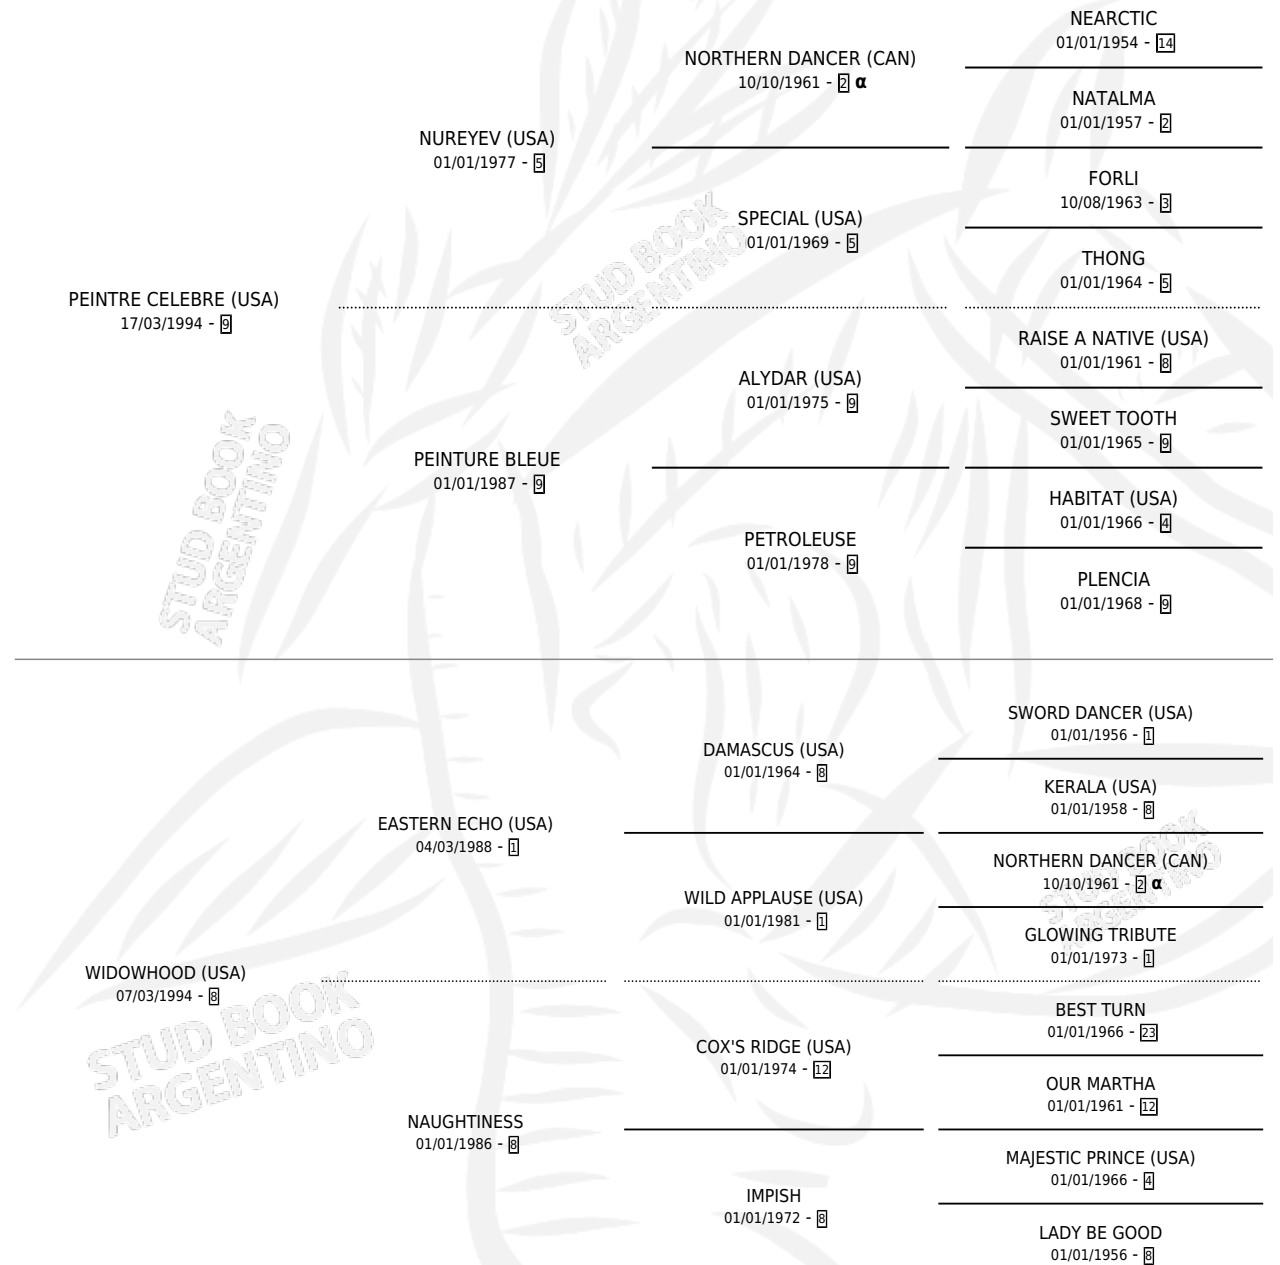 NEARCTIC
01/01/1954 - 14
NORTHERN DANCER (CAN)
10/10/1961 - 2 α
NATALMA
01/01/1957 - 2
NUREYEV (USA)
01/01/1977 - 5
FORLI
10/08/1963 - 3
SPECIAL (USA)
01/01/1969 - 5
THONG
01/01/1964 - 5
PEINTRE CELEBRE (USA)
17/03/1994 - 9
RAISE A NATIVE (USA)
01/01/1961 - 8
ALYDAR (USA)
01/01/1975 - 9
SWEET TOOTH
01/01/1965 - 9
PEINTURE BLEUE
01/01/1987 - 9
HABITAT (USA)
01/01/1966 - 4
PETROLEUSE
01/01/1978 - 9
PLENCIA
01/01/1968 - 9
SWORD DANCER (USA)
01/01/1956 - 1
DAMASCUS (USA)
01/01/1964 - 8
KERALA (USA)
01/01/1958 - 8
EASTERN ECHO (USA)
04/03/1988 - 1
NORTHERN DANCER (CAN)
10/10/1961 - 2 α
WILD APPLAUSE (USA)
01/01/1981 - 1
GLOWING TRIBUTE
01/01/1973 - 1
WIDOWHOOD (USA)
07/03/1994 - 8
BEST TURN
01/01/1966 - 23
COX'S RIDGE (USA)
01/01/1974 - 12
OUR MARTHA
01/01/1961 - 12
NAUGHTINESS
01/01/1986 - 8
MAJESTIC PRINCE (USA)
01/01/1966 - 4
IMPISH
01/01/1972 - 8
LADY BE GOOD
01/01/1956 - 8
STUD BOOK
ARGENTINO
STUD BOOK
ARGENTINO
STUD BOOK
ARGENTINO
STUD BOOK
ARGENTINO